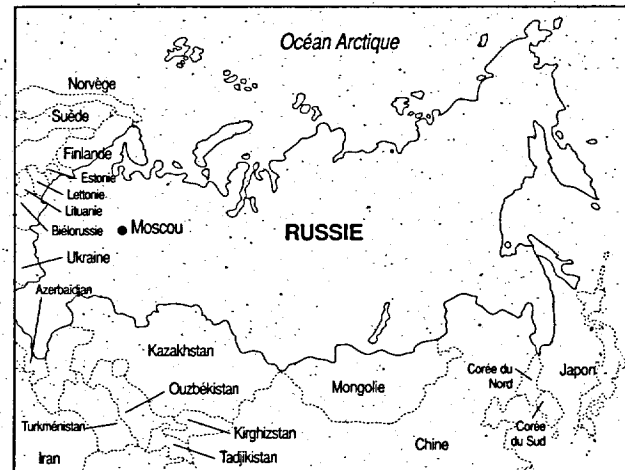 Océan Arctique
Norvège
Suède
Finlande
Estonie
Lettonie
Lituanie
Biélorussie
Moscou
RUSSIE
Ukraine
Azerbaïdjan
Kazakhstan
Ouzbékistan
Mongolie
Corée du
Nord
Japon
Turkménistan
Kirghizstan
Corée
du Sud
Iran
Tadjikistan
Chine